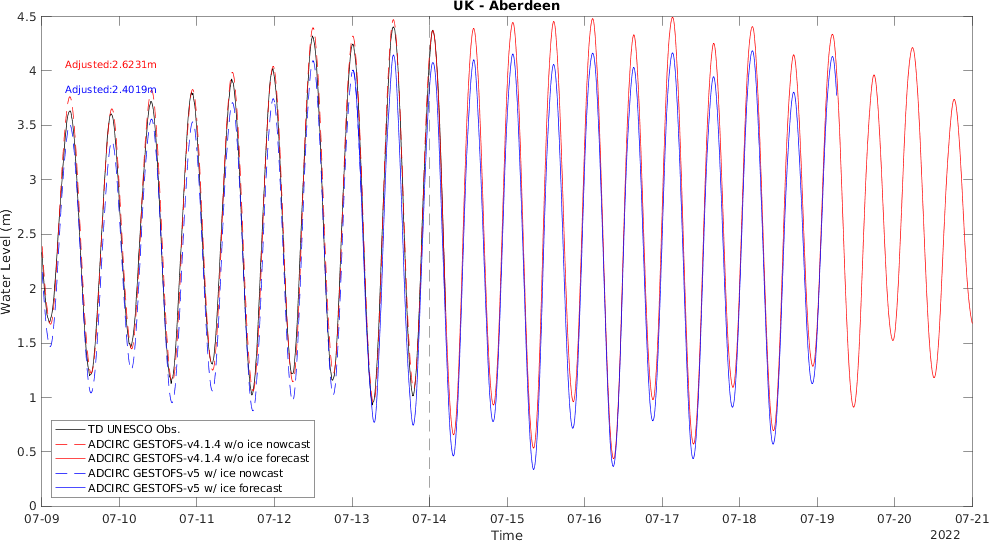 UK - Aberdeen
4.5
4
3.5
3
2.5
2
1.5
1
0.5
0
Water Level (m)
Adjusted:2.6231m
Adjusted:2.4019m
TD UNESCO Obs.
ADCIRC GESTOFS-v4.1.4 w/o ice nowcast
ADCIRC GESTOFS-v4.1.4 w/o ice forecast
ADCIRC GESTOFS-v5 w/ ice nowcast
ADCIRC GESTOFS-v5 w/ ice forecast
07-09 07-10 07-11 07-12 07-13 07-14 07-15 07-16 07-17 07-18 07-19 07-20 07-21
Time
2022